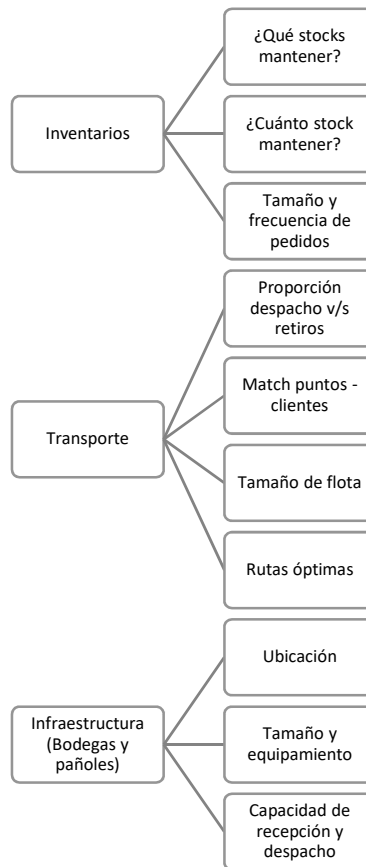 Inventarios
¿Qué stocks
mantener?
¿Cuánto stock
mantener?
Tamaño y
frecuencia de
pedidos
Transporte
Proporción
despacho v/s
retiros
Match puntos -
clientes
Tamaño de flota
Rutas óptimas
Infraestructura
(Bodegas y
pañoles)
Ubicación
Tamaño y
equipamiento
Capacidad de
recepción y
despacho